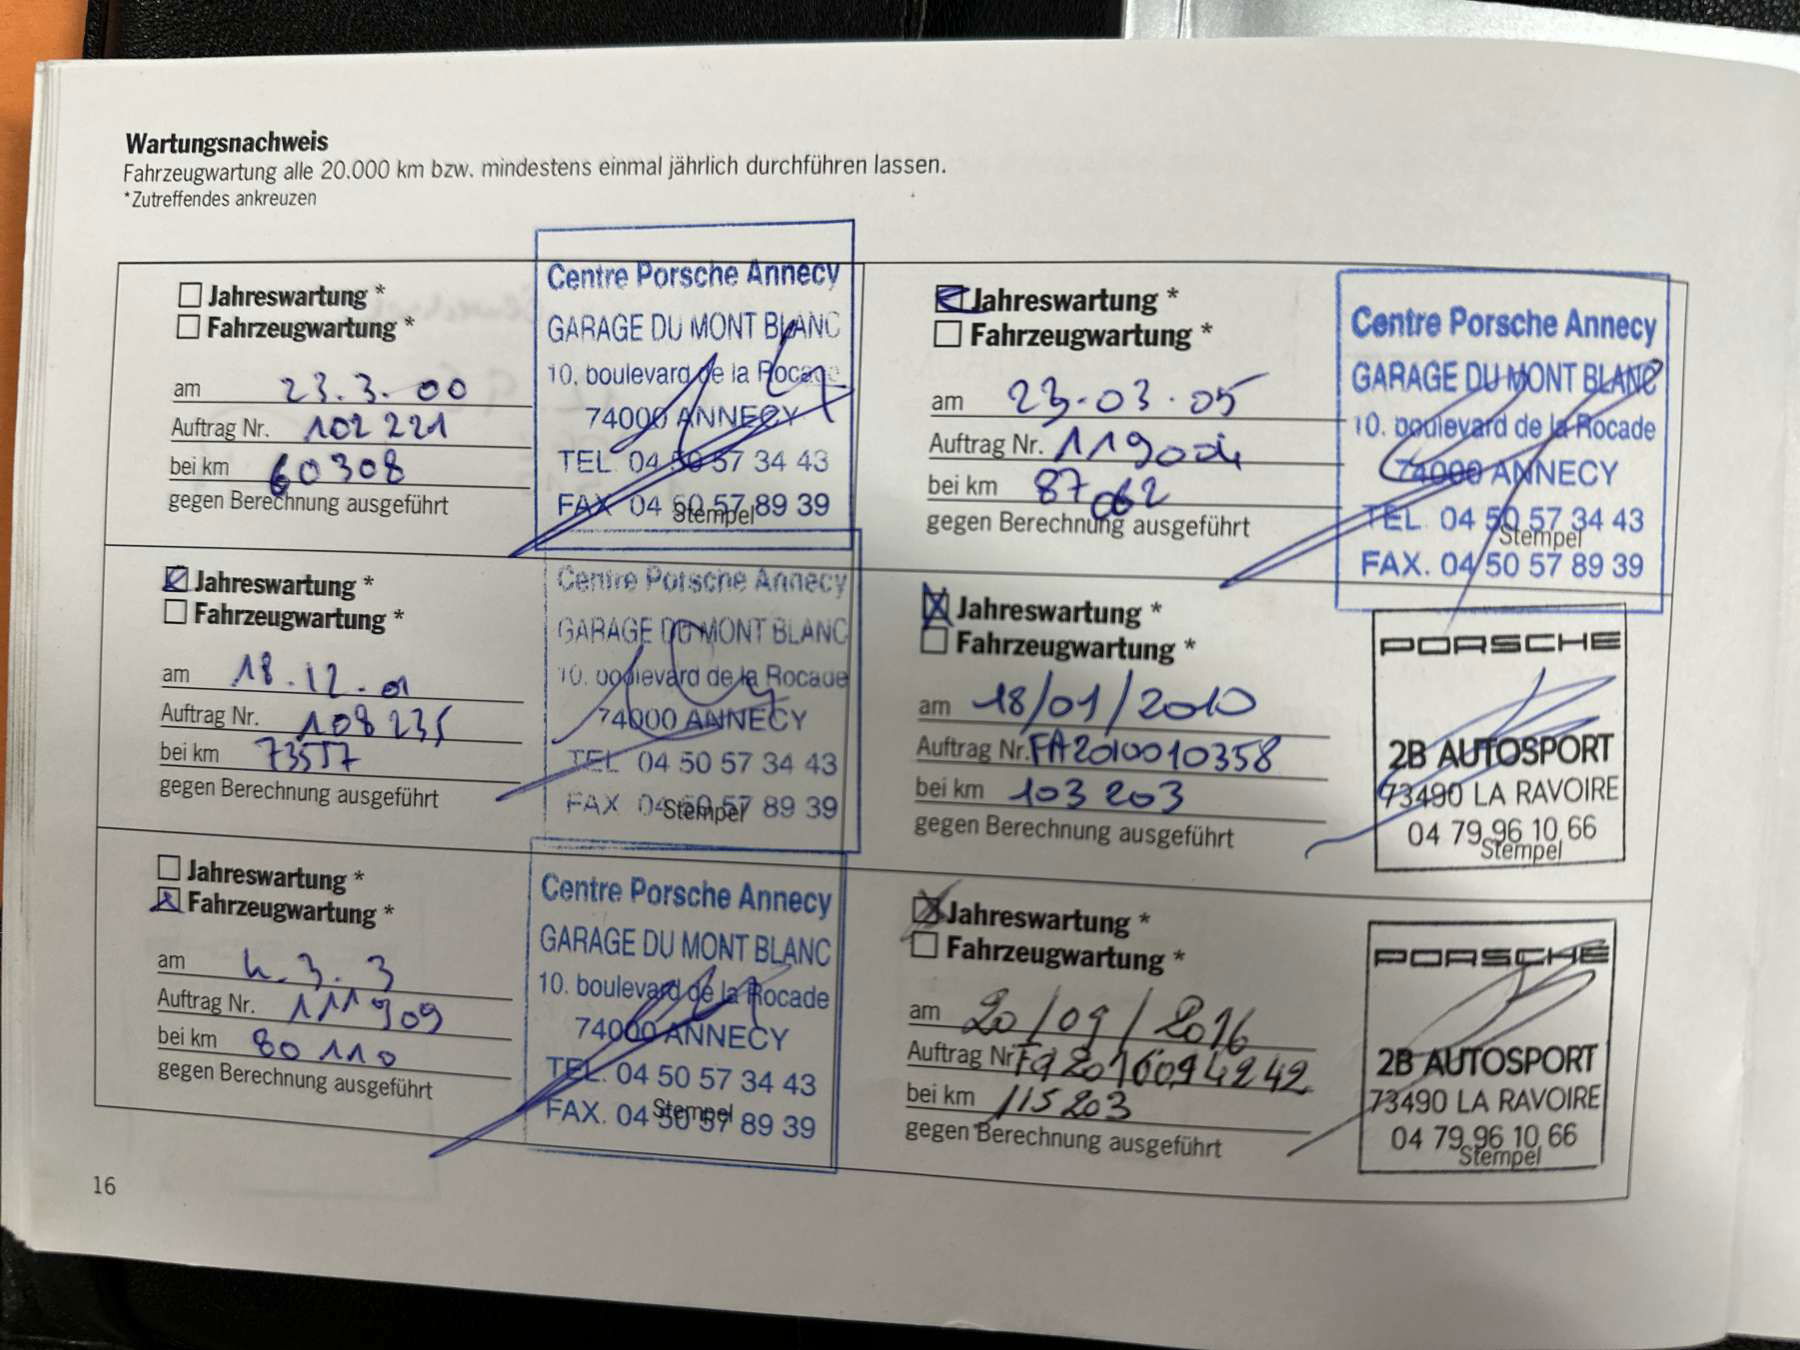 Wartungsnachweis
Fahrzeugwartung alle 20.000 km bzw. mindestens einmal jährlich durchführen lassen.
*Zutreffendes ankreuzen
Jahreswartung *
Fahrzeugwartung *
am 23.3.00
Auftrag Nr. 102 221
bei km 60308
gegen Berechnung ausgeführt
Centre Porsche Annecy
GARAGE DU MONT BLANC
10, boulevard de la Rocade
74000 ANNECY
TEL. 04 50 57 34 43
FAX 04 50 57 89 39
Stempel
Jahreswartung *
Fahrzeugwartung *
am 18.12.01
Auftrag Nr. 108235
bei km
gegen Berechnung ausgeführt
Centre Porsche Annecy
GARAGE DU MONT BLANC
10. boulevard de la Rocade
74000 ANNECY
TEL 04 50 57 34 43
FAX 04 50 57 89 39
Stempel
Jahreswartung *
Fahrzeugwartung *
am 4.3.3
Auftrag Nr. 111909
bei km 80 110
gegen Berechnung ausgeführt
Centre Porsche Annecy
GARAGE DU MONT BLANC
10. boulevard de la Rocade
74000 ANNECY
TEL. 04 50 57 34 43
FAX. 04 50 57 89 39
Stempel
16
Jahreswartung *
Fahrzeugwartung *
am 23.03.05
Auftrag Nr.
bei km 87062
gegen Berechnung ausgeführt
Centre Porsche Annecy
GARAGE DU MONT BLANC
10. boulevard de la Rocade
74000 ANNECY
TEL. 04 50 57 34 43
FAX. 04 50 57 89 39
Stempel
Jahreswartung *
Fahrzeugwartung *
am 18/01/2010
Auftrag Nr. FA2010010358
bei km 103 203
gegen Berechnung ausgeführt
PORSCHE
2B AUTOSPORT
73490 LA RAVOIRE
04 79 96 10 66
Stempel
Jahreswartung *
Fahrzeugwartung *
am 20/09/2016
Auftrag Nr FA2016094242
bei km 115203
gegen Berechnung ausgeführt
PORSCHE
2B AUTOSPORT
73490 LA RAVOIRE
04 79 96 10 66
Stempel